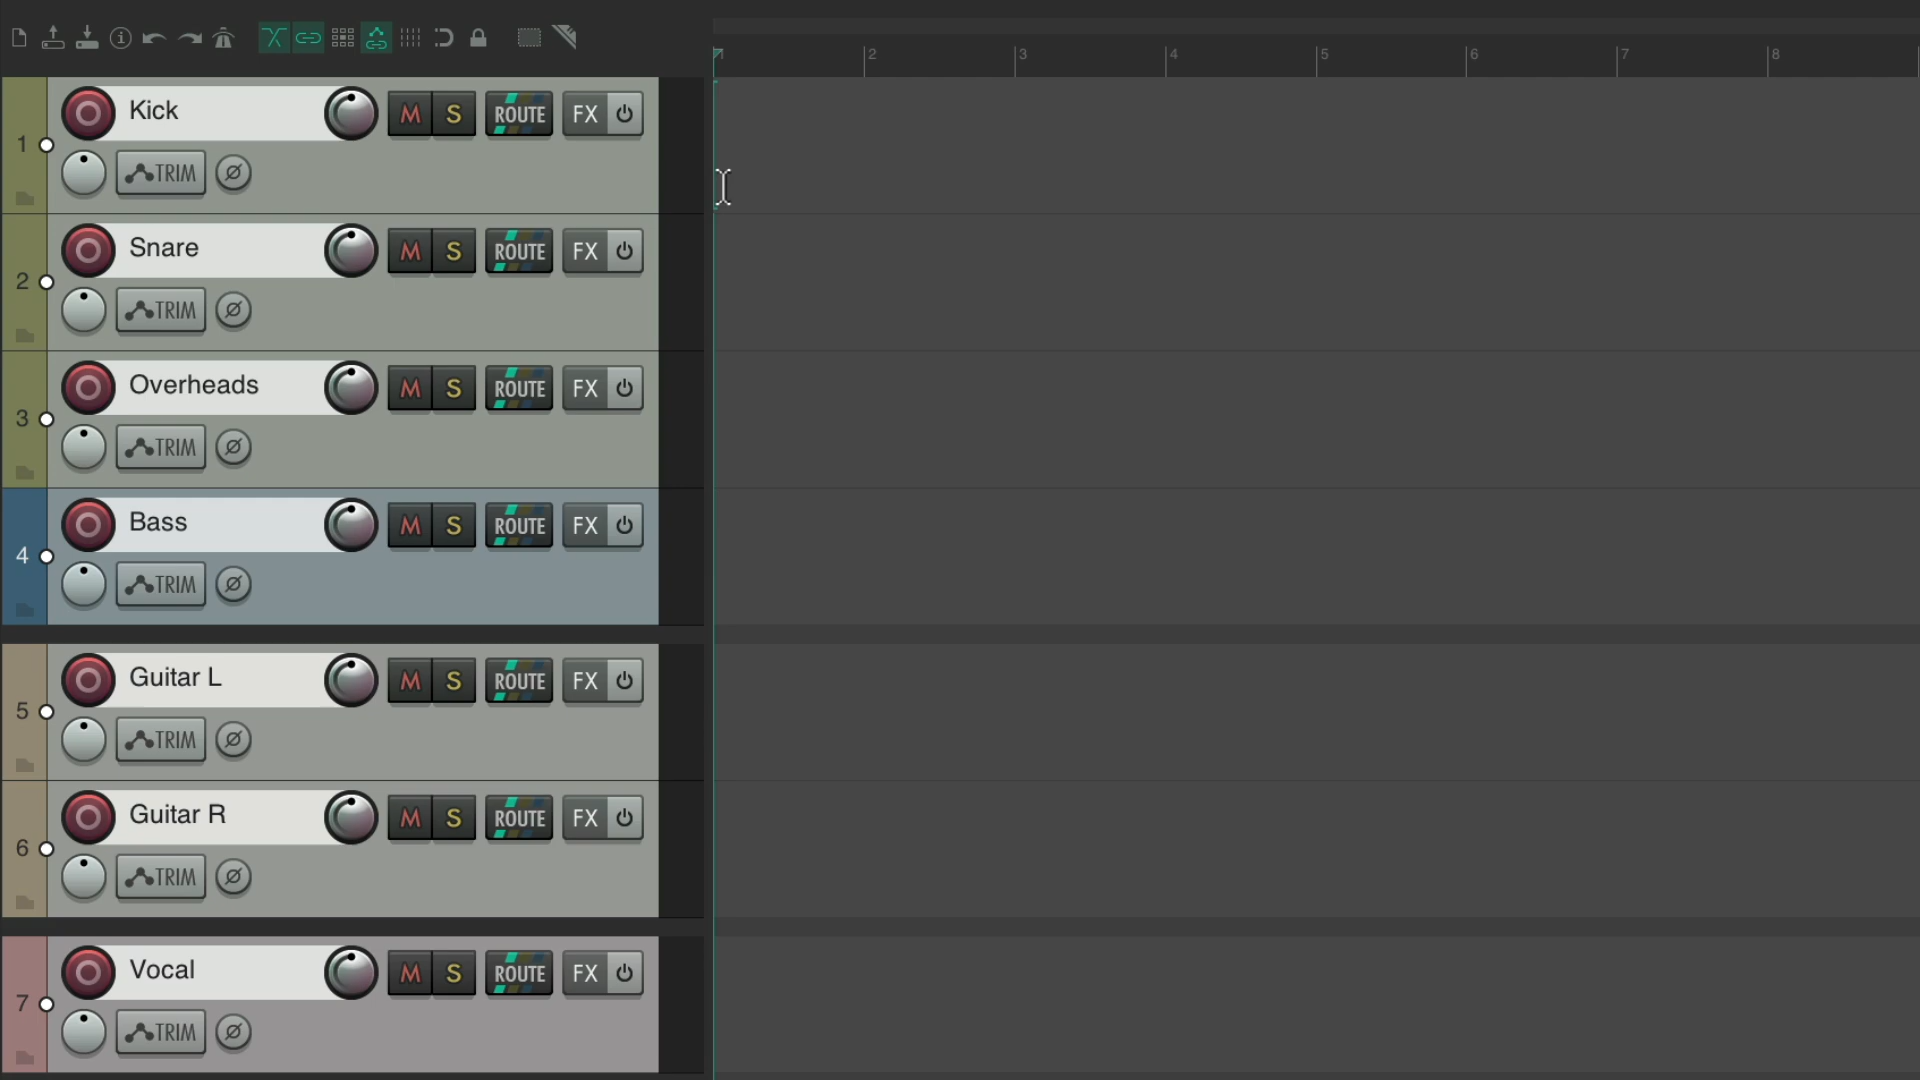 1 2 3 4 5 6 7 8
Kick M S ROUTE FX
1
TRIM
Snare M S ROUTE FX
2
TRIM
Overheads M S ROUTE FX
3
TRIM
Bass M S ROUTE FX
4
TRIM
Guitar L M S ROUTE FX
5
TRIM
Guitar R M S ROUTE FX
6
TRIM
Vocal M S ROUTE FX
7
TRIM